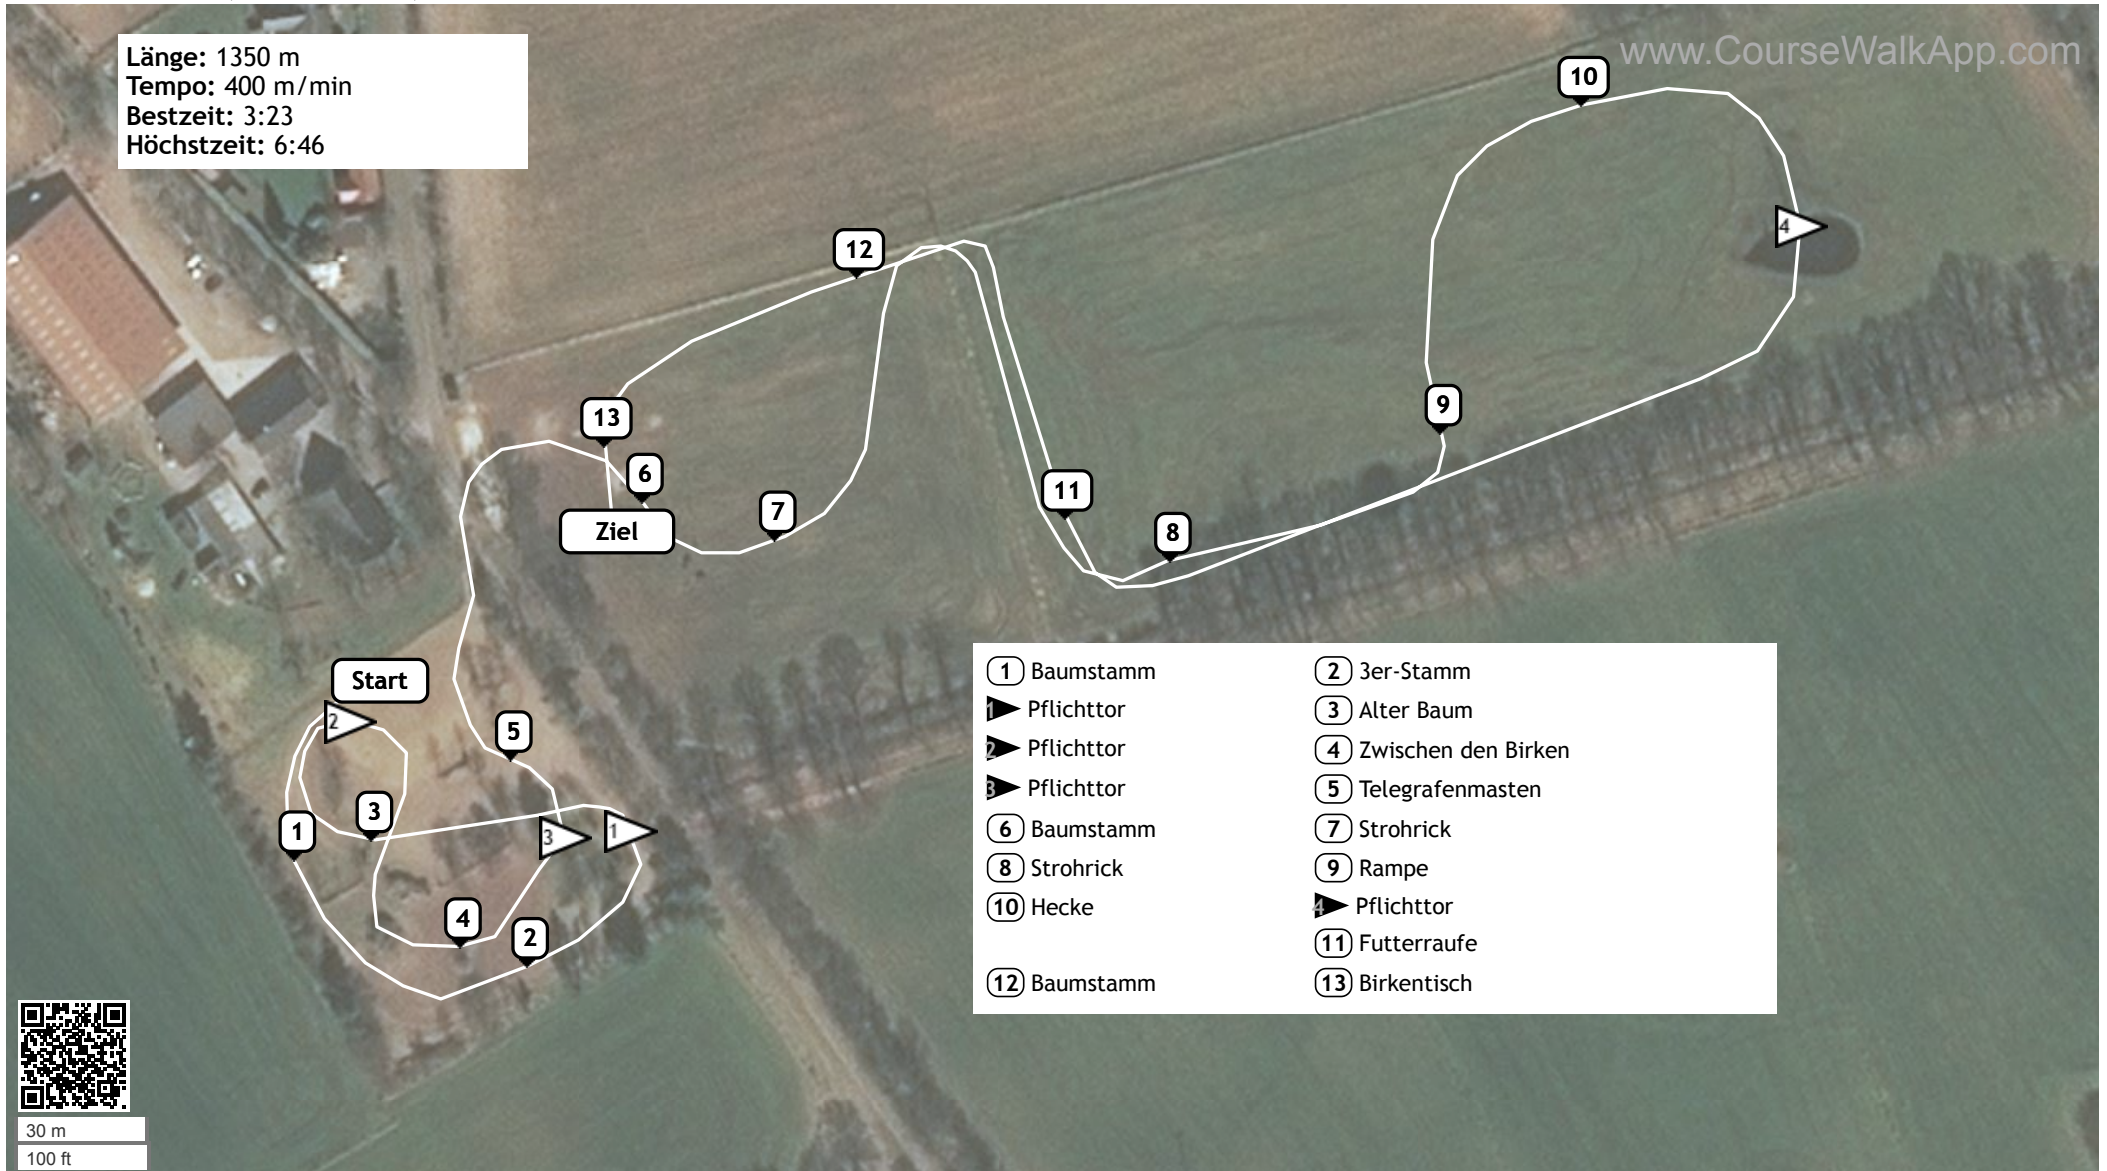 Länge: 1350 m
Tempo: 400 m/min
Bestzeit: 3:23
Höchstzeit: 6:46
www.CourseWalkApp.com
10
4
12
9
13
6
11
7
Ziel
8
Start
2
5
3
1
3
1
4
2
1 Baumstamm
2 3er-Stamm
1 Pflichttor
3 Alter Baum
2 Pflichttor
4 Zwischen den Birken
3 Pflichttor
5 Telegrafenmasten
6 Baumstamm
7 Strohrick
8 Strohrick
9 Rampe
10 Hecke
4 Pflichttor
11 Futterraufe
12 Baumstamm
13 Birkentisch
30 m
100 ft